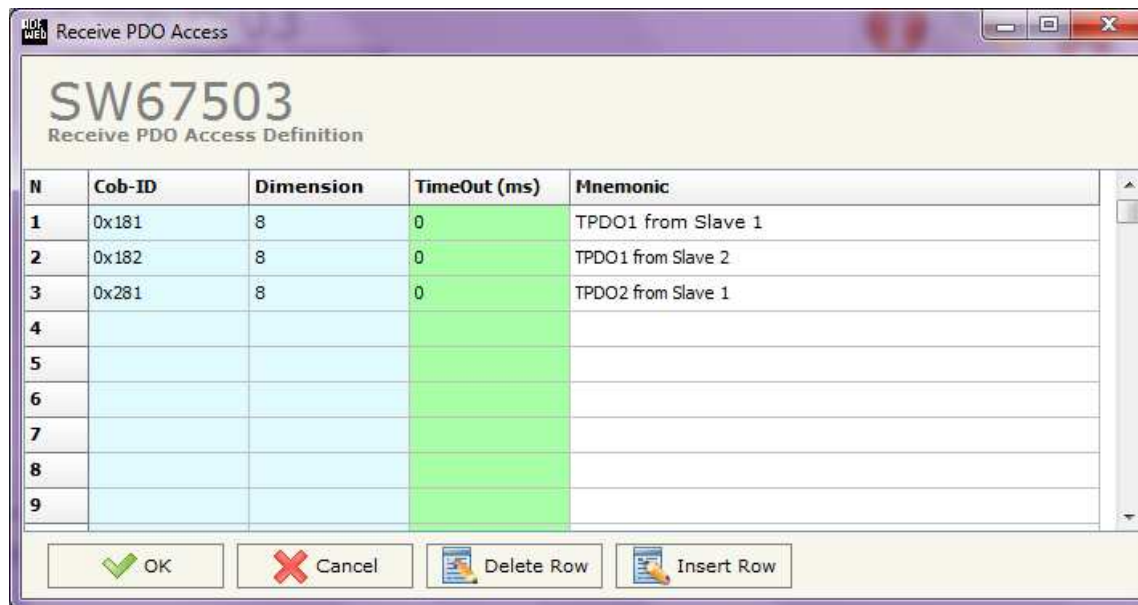 ADF
WEB Receive PDO Access
SW67503
Receive PDO Access Definition
N Cob-ID Dimension TimeOut (ms) Mnemonic
1 0x181 8 0 TPDO1 from Slave 1
2 0x182 8 0 TPDO1 from Slave 2
3 0x281 8 0 TPDO2 from Slave 1
4
5
6
7
8
9
OK Cancel Delete Row Insert Row